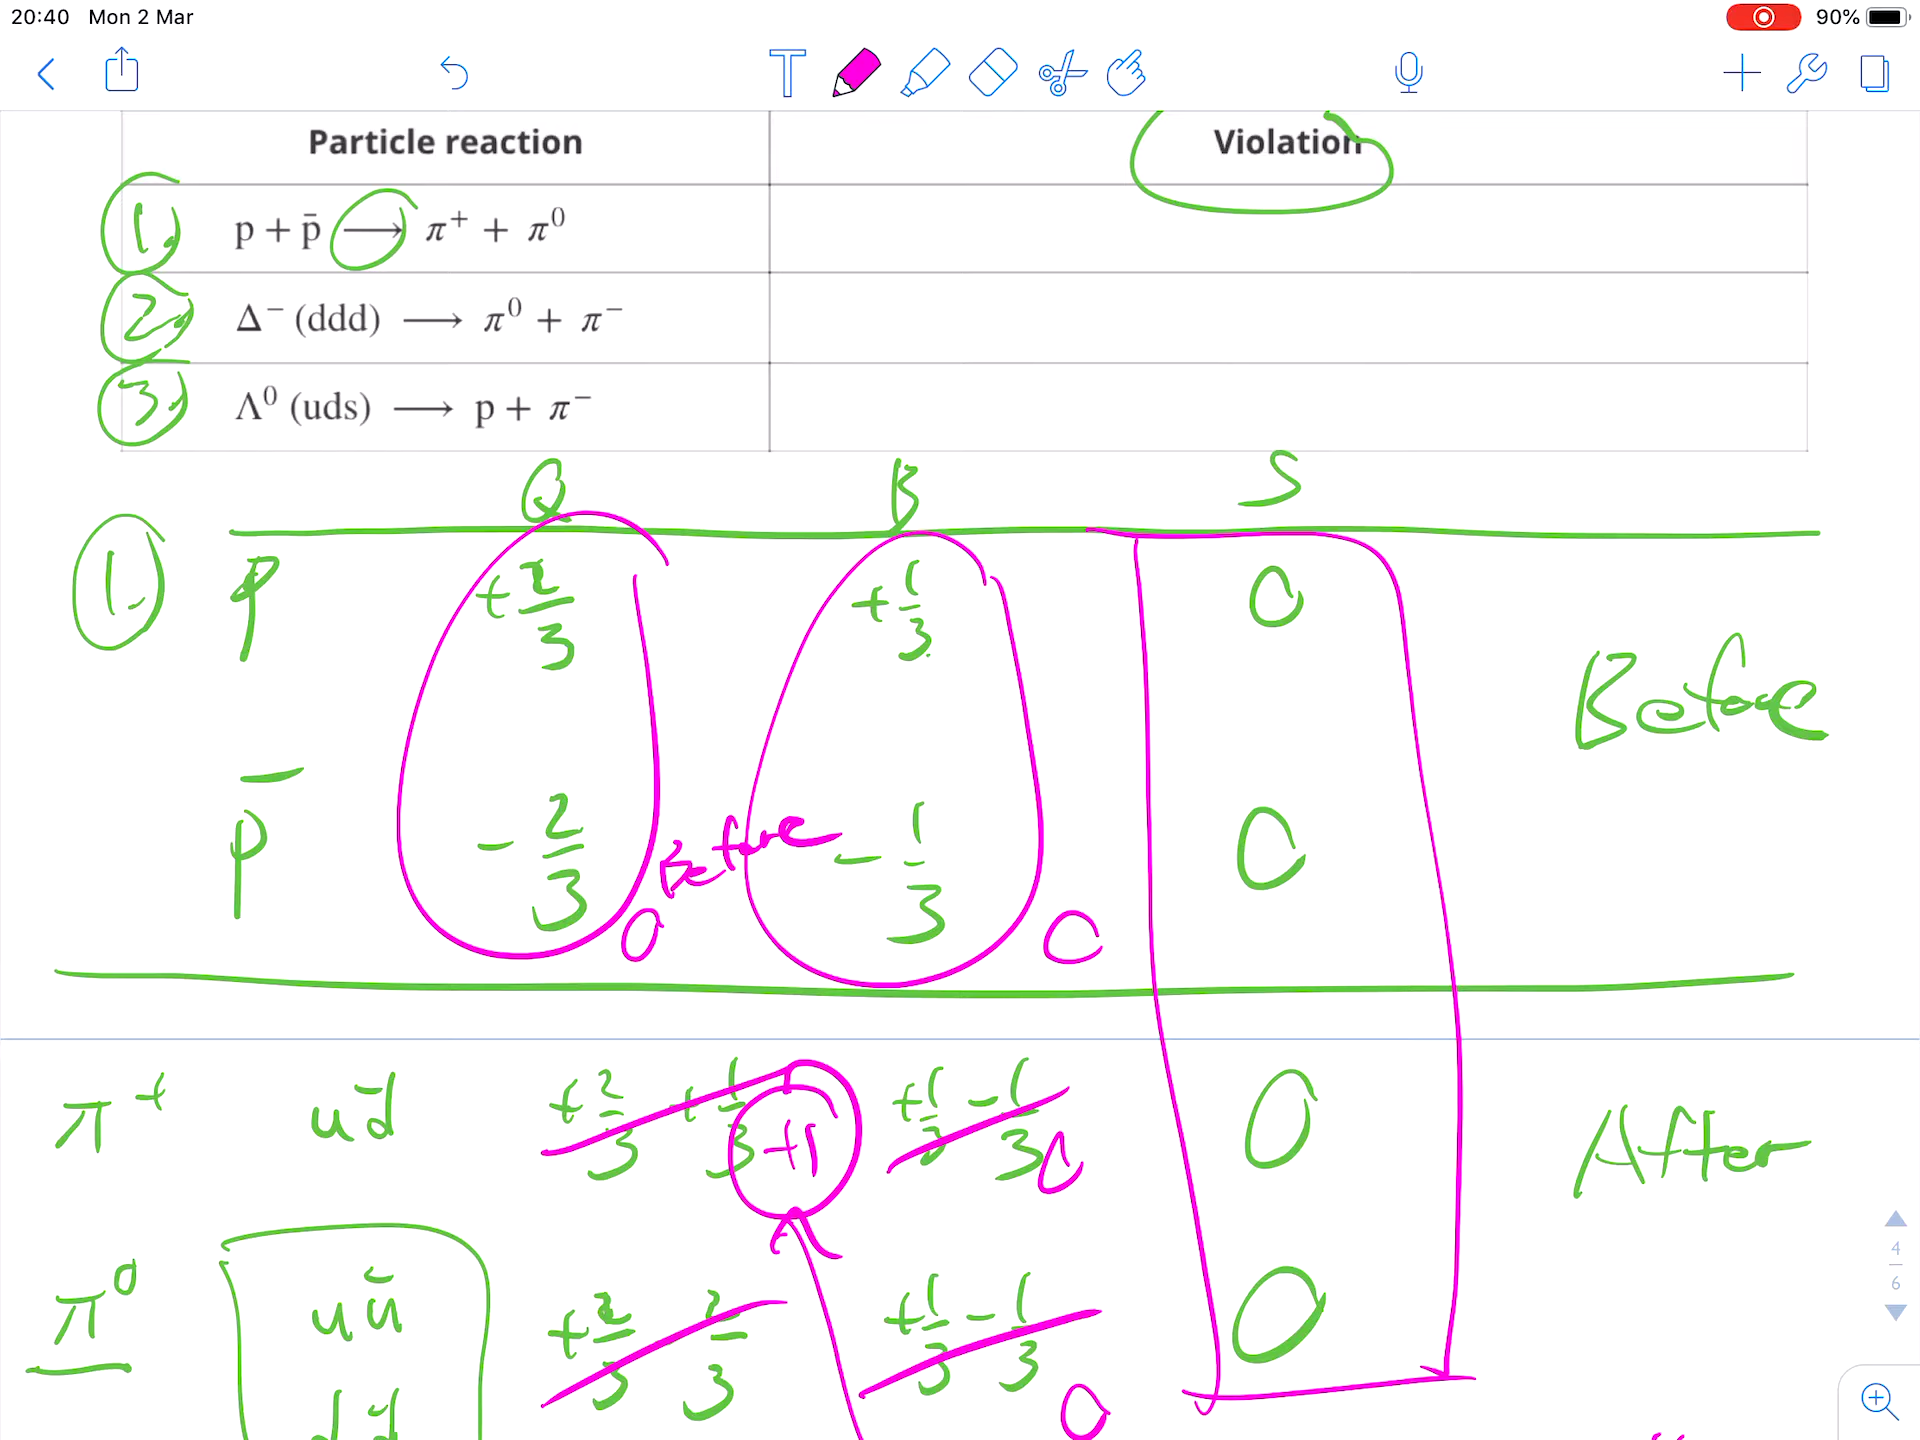 20:40 Mon 2 Mar 90%
T
Particle reaction Violation
1. p + p̄ ⟶ π⁺ + π⁰
2. Δ⁻ (ddd) ⟶ π⁰ + π⁻
3. Λ⁰ (uds) ⟶ p + π⁻
Q B S
1. p +2/3 +1/3 0
Before
p̄ -2/3 Before -1/3 0
0 0
π⁺ ud̄ +2/3 +1/3 +1 +1/3 -1/3 0 0 After
4
6
π⁰ uū +2/3 -2/3 +1/3 -1/3 0
dd̄ 0